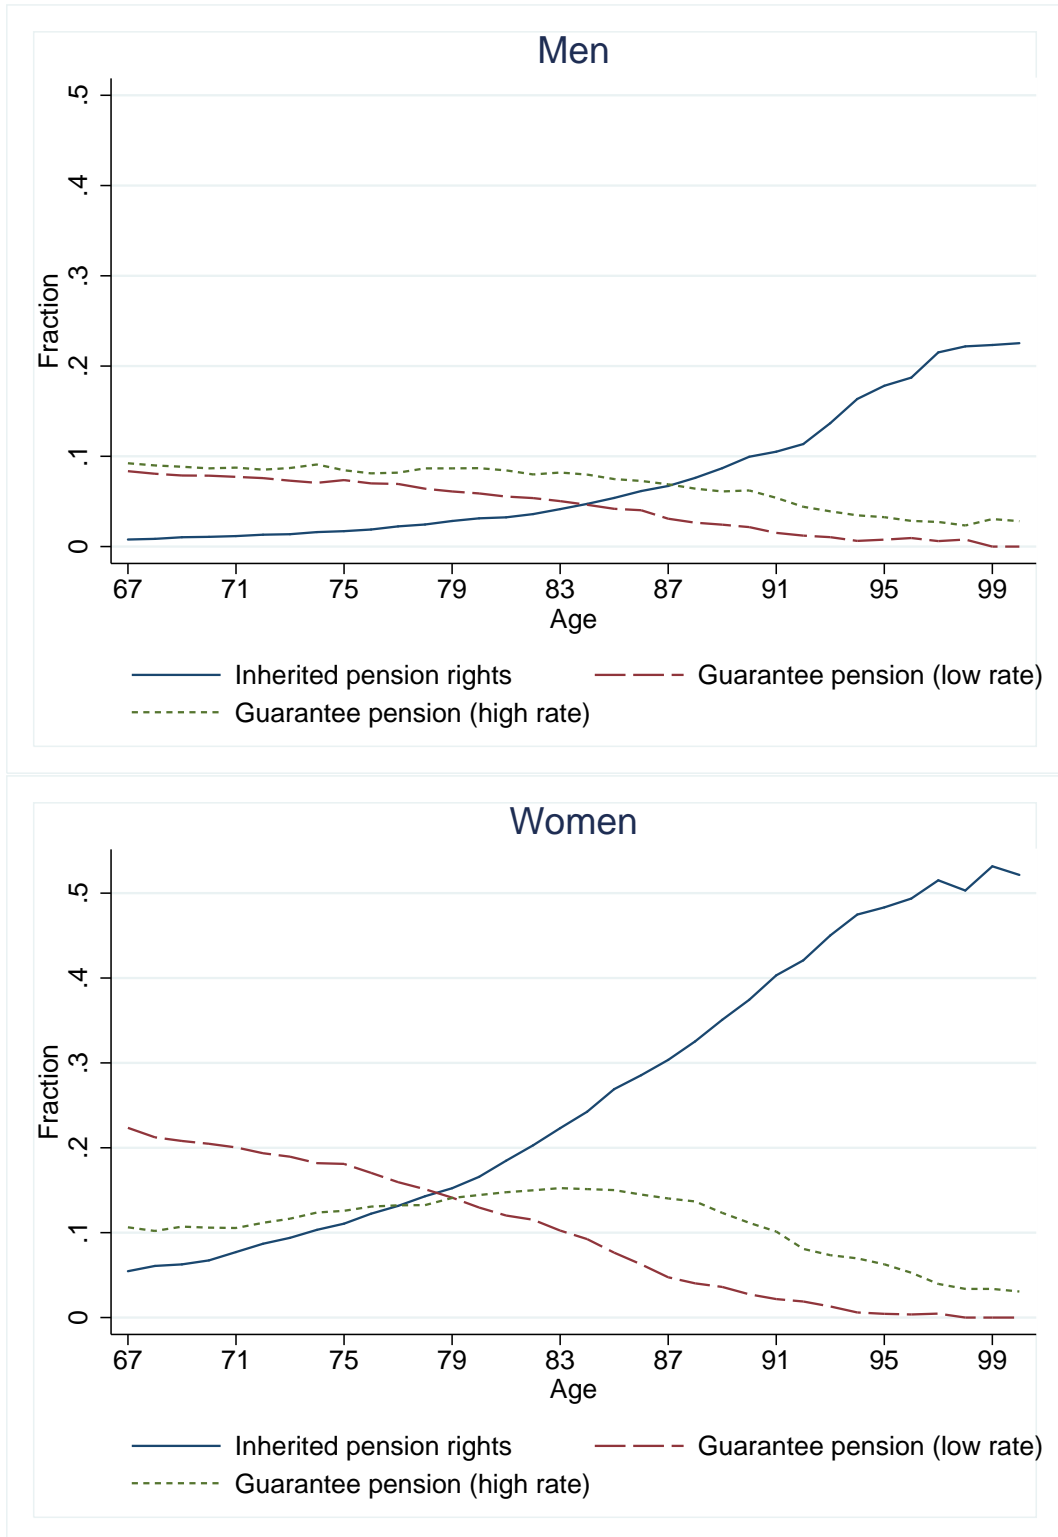 Men
.5
.4
.3
.2
.1
0
Fraction
67 71 75 79 83 87 91 95 99
Age
Inherited pension rights Guarantee pension (low rate)
Guarantee pension (high rate)
Women
.5
.4
.3
.2
.1
0
Fraction
67 71 75 79 83 87 91 95 99
Age
Inherited pension rights Guarantee pension (low rate)
Guarantee pension (high rate)